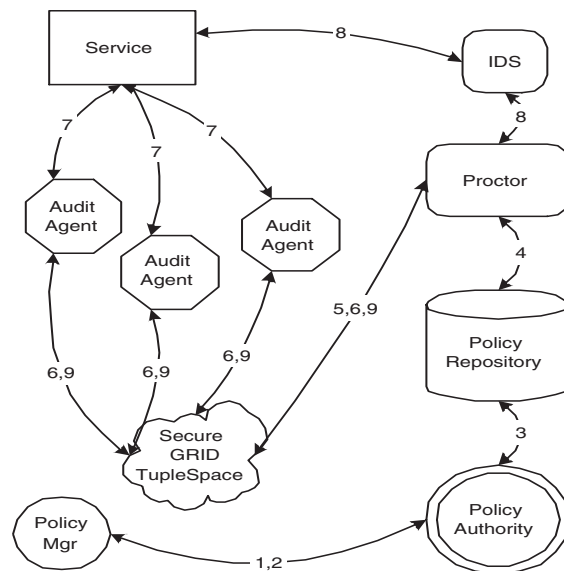 Service
8
IDS
7
7
7
8
Audit
Agent
Audit
Agent
Audit
Agent
Proctor
4
5,6,9
6,9
6,9
6,9
Policy
Repository
3
Secure
GRID
TupleSpace
Policy
Mgr
1,2
Policy
Authority